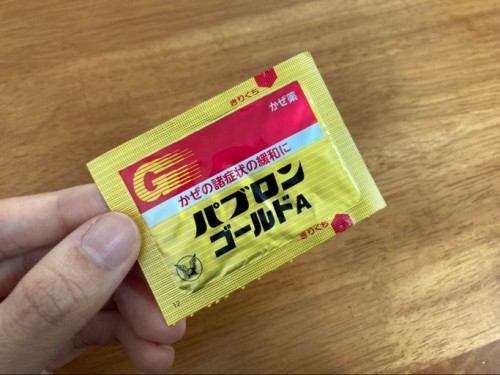 きりくち
かぜ薬
G
かぜの諸症状の緩和に
パブロン
ゴールドA
きりくち
12